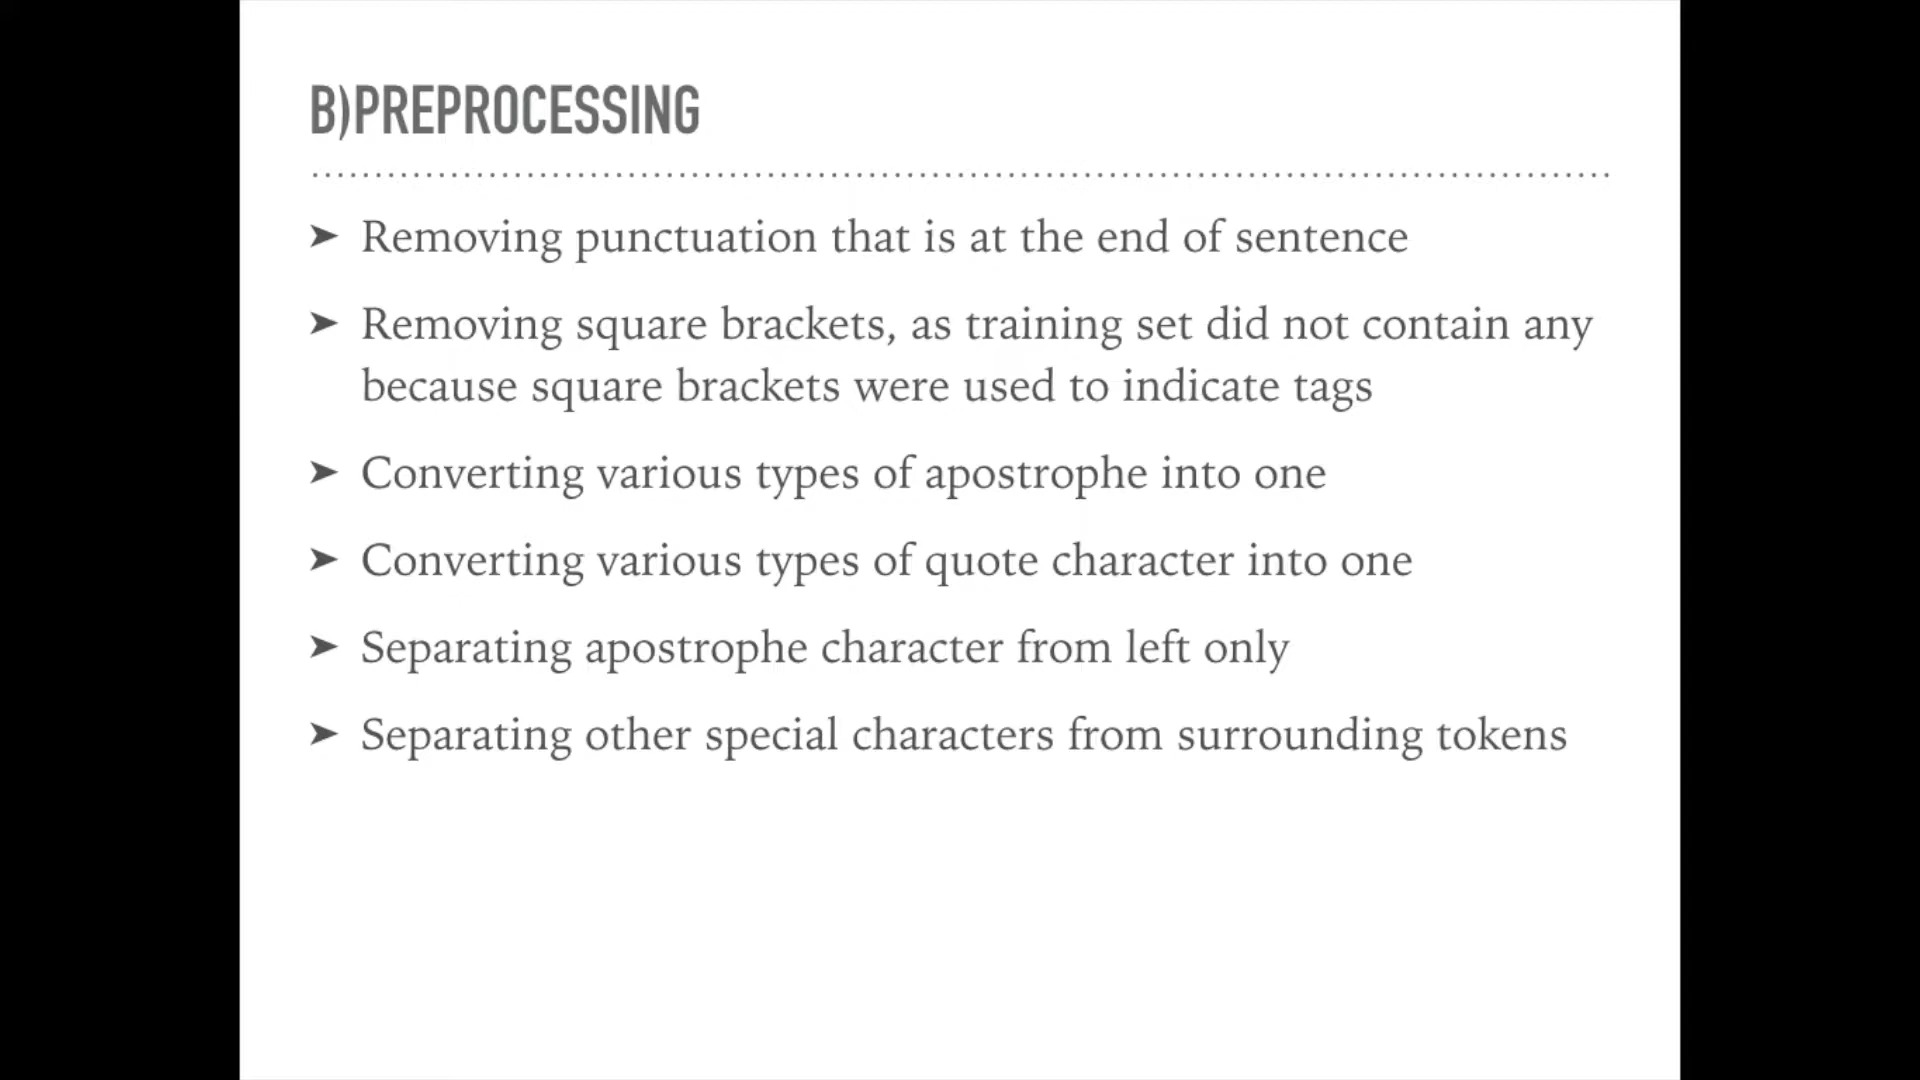 B)PREPROCESSING
➤ Removing punctuation that is at the end of sentence
➤ Removing square brackets, as training set did not contain any
because square brackets were used to indicate tags
➤ Converting various types of apostrophe into one
➤ Converting various types of quote character into one
➤ Separating apostrophe character from left only
➤ Separating other special characters from surrounding tokens